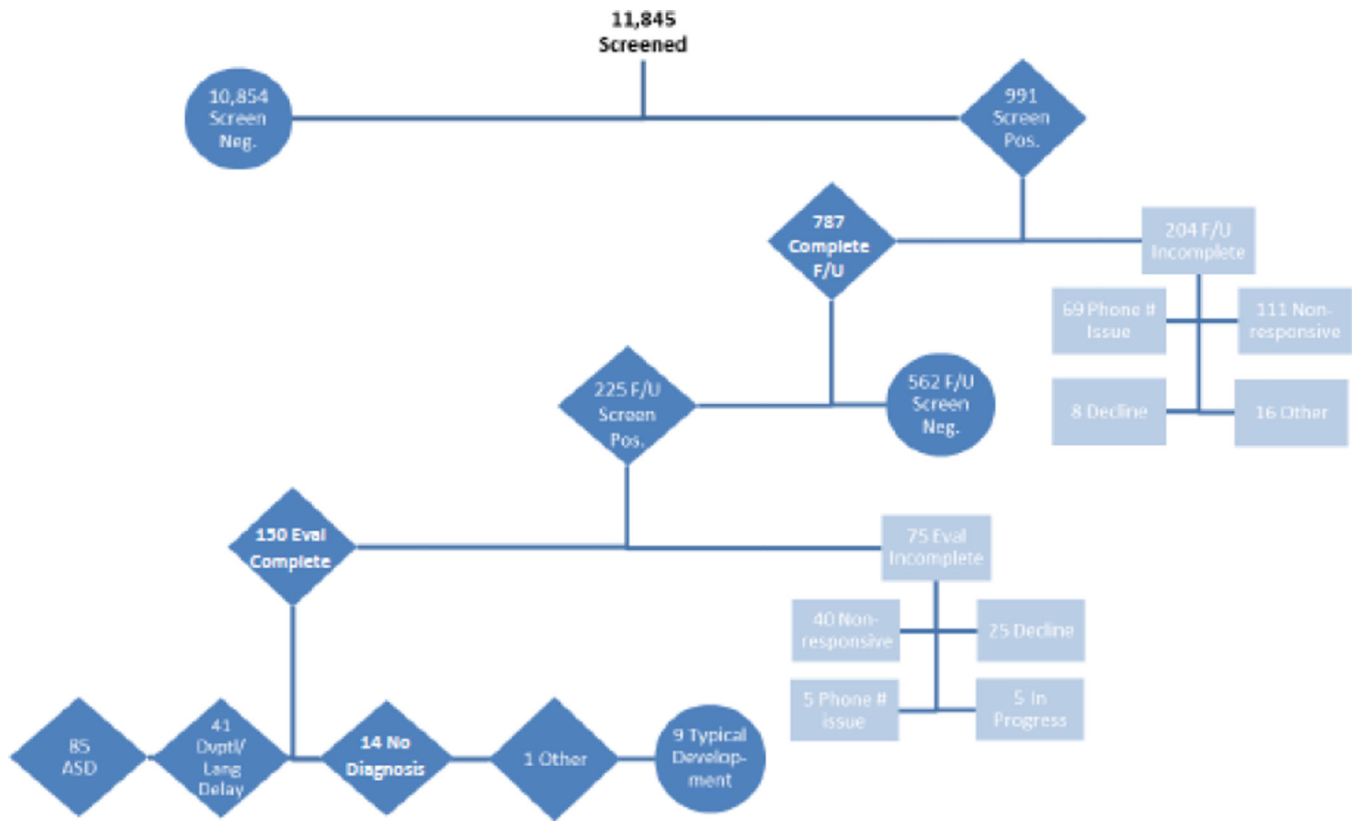 11,845
Screened
10,854
Screen
Neg.
991
Screen
Pos.
787
Complete
F/U
204 F/U
Incomplete
69 Phone #
Issue
111 Non-
responsive
8 Decline
16 Other
225 F/U
Screen
Pos.
562 F/U
Screen
Neg.
150 Eval
Complete
75 Eval
Incomplete
40 Non-
responsive
25 Decline
5 Phone #
issue
5 In
Progress
85
ASD
41
Dvptl/
Lang
Delay
14 No
Diagnosis
1 Other
9 Typical
Develop-
ment